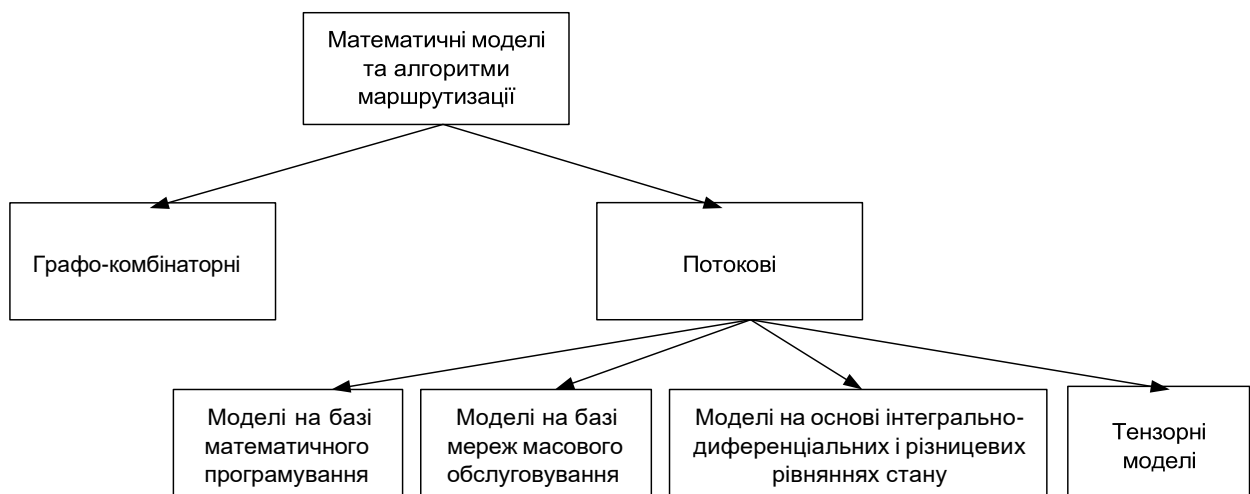 Математичні моделі
та алгоритми
маршрутизації
Графо-комбінаторні
Потокові
Моделі на базі
математичного
програмування
Моделі на базі
мереж масового
обслуговування
Моделі на основі інтегрально-
диференціальних і різницевих
рівняннях стану
Тензорні
моделі